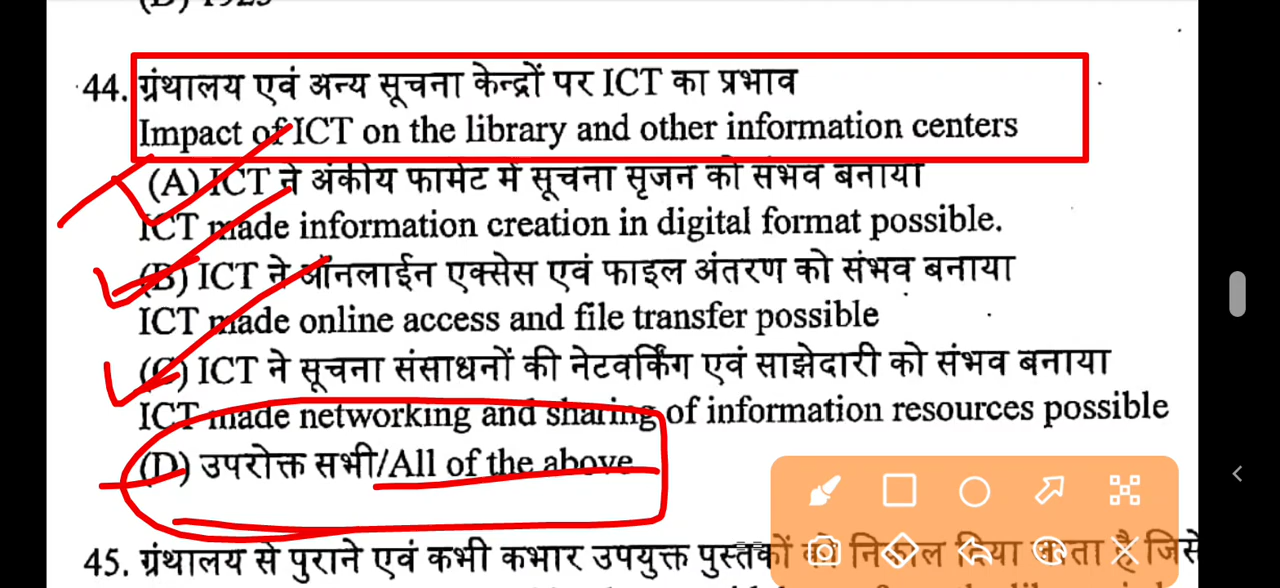 (D) 1925
44. ग्रंथालय एवं अन्य सूचना केन्द्रों पर ICT का प्रभाव
Impact of ICT on the library and other information centers
(A) ICT ने अंकीय फार्मेट में सूचना सृजन को संभव बनाया
ICT made information creation in digital format possible.
(B) ICT ने ऑनलाईन एक्सेस एवं फाइल अंतरण को संभव बनाया
ICT made online access and file transfer possible
(C) ICT ने सूचना संसाधनों की नेटवर्किंग एवं साझेदारी को संभव बनाया
ICT made networking and sharing of information resources possible
(D) उपरोक्त सभी/All of the above
45. ग्रंथालय से पुराने एवं कभी कभार उपयुक्त पुस्तकों को निकाल दिया जाता है जिसे